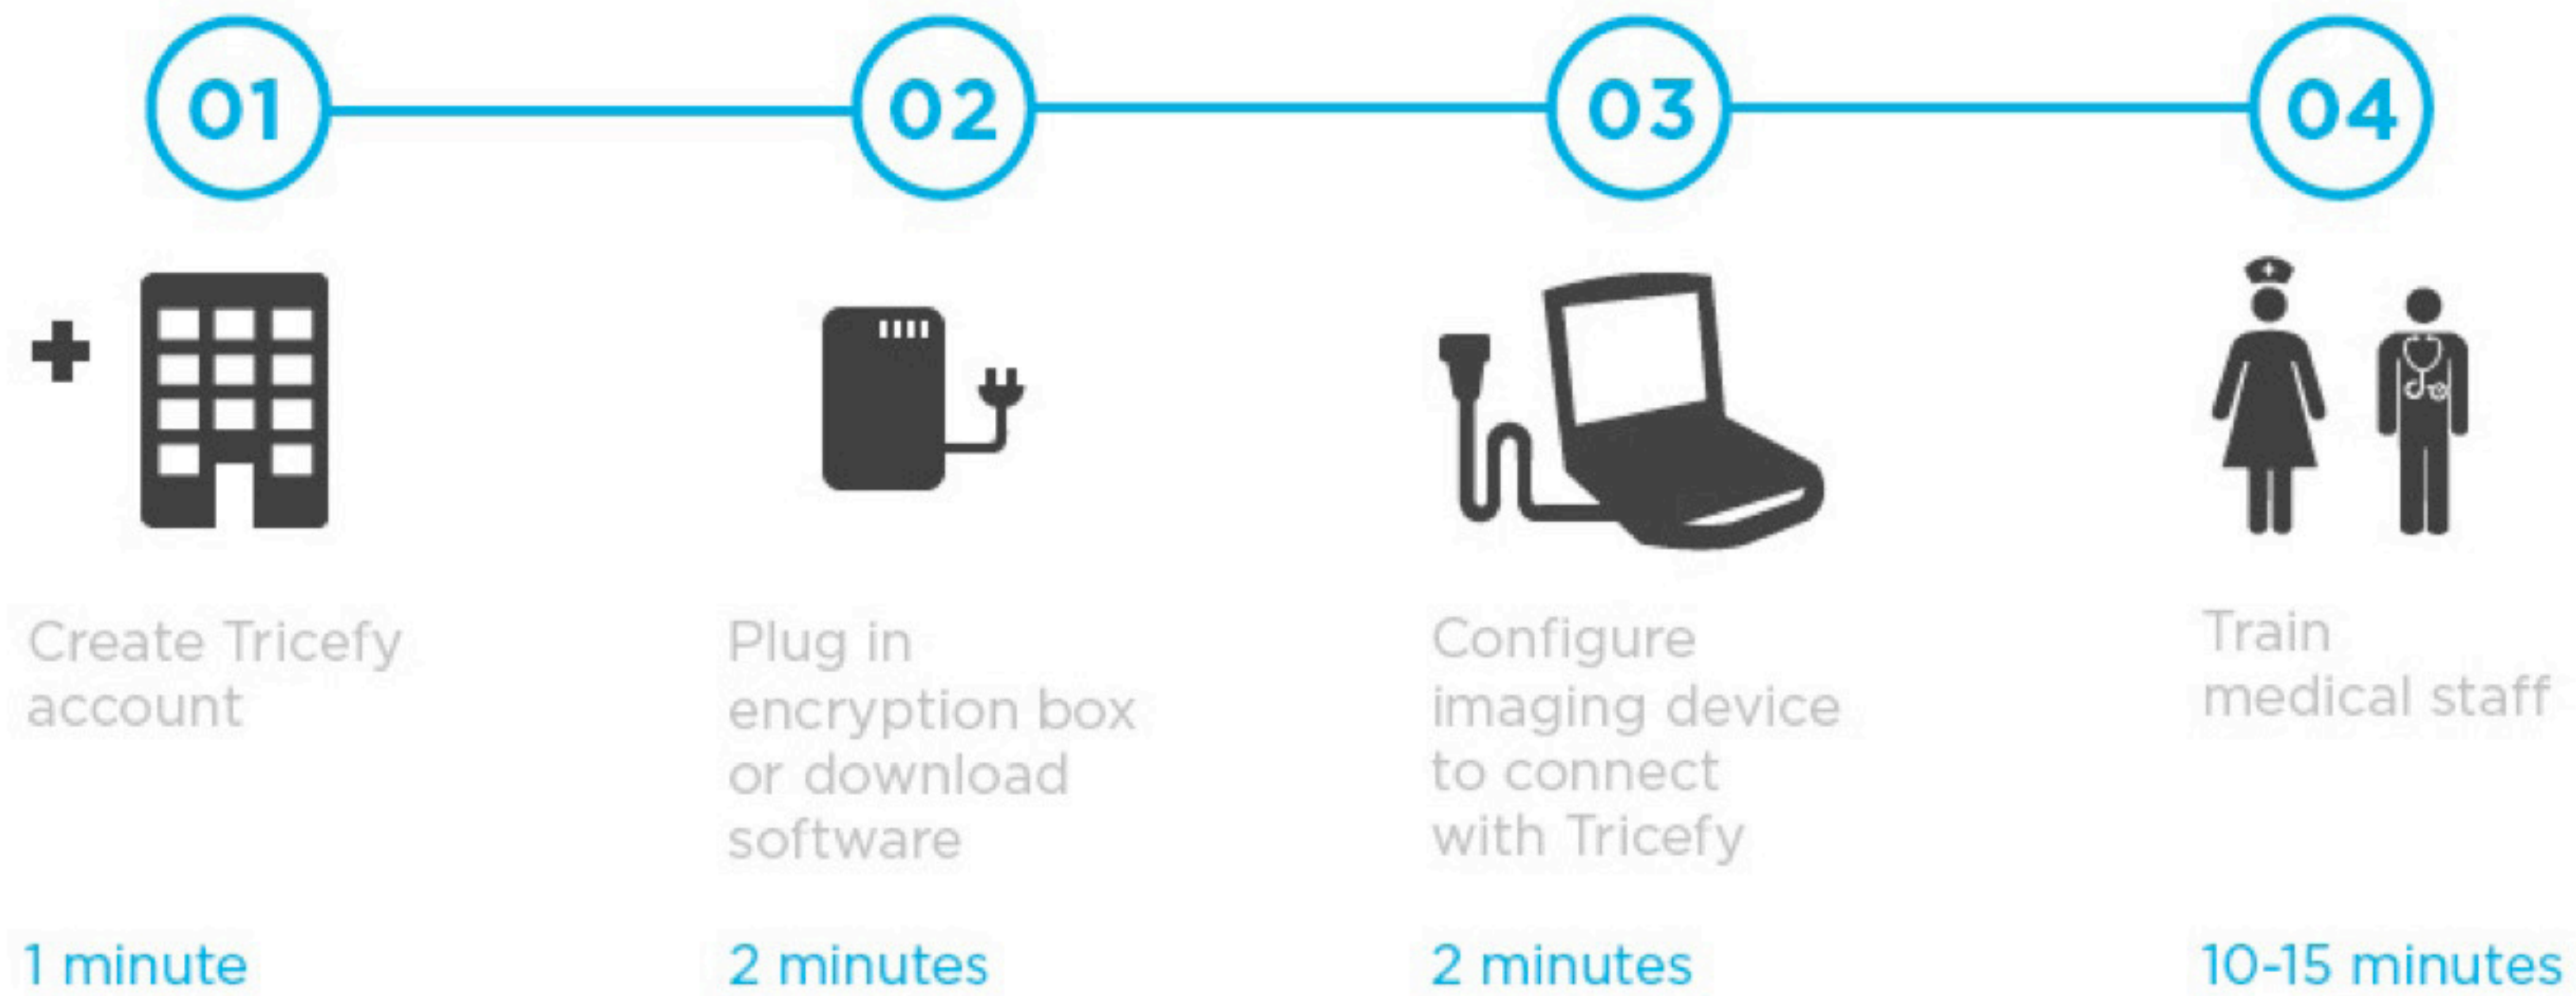 01
02
03
04
Create Tricefy
account
1 minute
Plug in
encryption box
or download
software
2 minutes
Configure
imaging device
to connect
with Tricefy
2 minutes
Train
medical staff
10-15 minutes